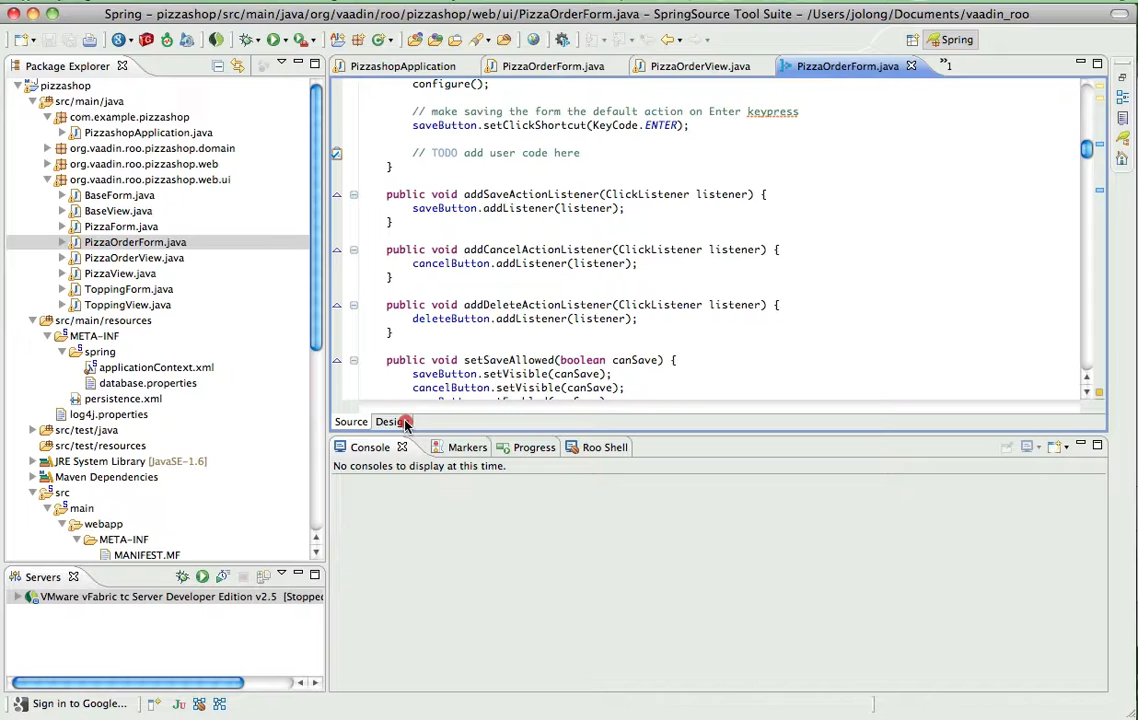 Spring - pizzashop/src/main/java/org/vaadin/roo/pizzashop/web/ui/PizzaOrderForm.java - SpringSource Tool Suite - /Users/jolong/Documents/vaadin_roo
Spring
Package Explorer
pizzashop
src/main/java
com.example.pizzashop
PizzashopApplication.java
org.vaadin.roo.pizzashop.domain
org.vaadin.roo.pizzashop.web
org.vaadin.roo.pizzashop.web.ui
BaseForm.java
BaseView.java
PizzaForm.java
PizzaOrderForm.java
PizzaOrderView.java
PizzaView.java
ToppingForm.java
ToppingView.java
src/main/resources
META-INF
spring
applicationContext.xml
database.properties
persistence.xml
log4j.properties
src/test/java
src/test/resources
JRE System Library [JavaSE-1.6]
Maven Dependencies
src
main
webapp
META-INF
MANIFEST.MF
PizzashopApplication
PizzaOrderForm.java
PizzaOrderView.java
PizzaOrderForm.java
»1
configure();
// make saving the form the default action on Enter keypress
saveButton.setClickShortcut(KeyCode.ENTER);
// TODO add user code here
}
public void addSaveActionListener(ClickListener listener) {
saveButton.addListener(listener);
}
public void addCancelActionListener(ClickListener listener) {
cancelButton.addListener(listener);
}
public void addDeleteActionListener(ClickListener listener) {
deleteButton.addListener(listener);
}
public void setSaveAllowed(boolean canSave) {
saveButton.setVisible(canSave);
cancelButton.setVisible(canSave);
Source
Console
Markers
Progress
Roo Shell
No consoles to display at this time.
Servers
VMware vFabric tc Server Developer Edition v2.5 [Stopped
Sign in to Google...
Ju